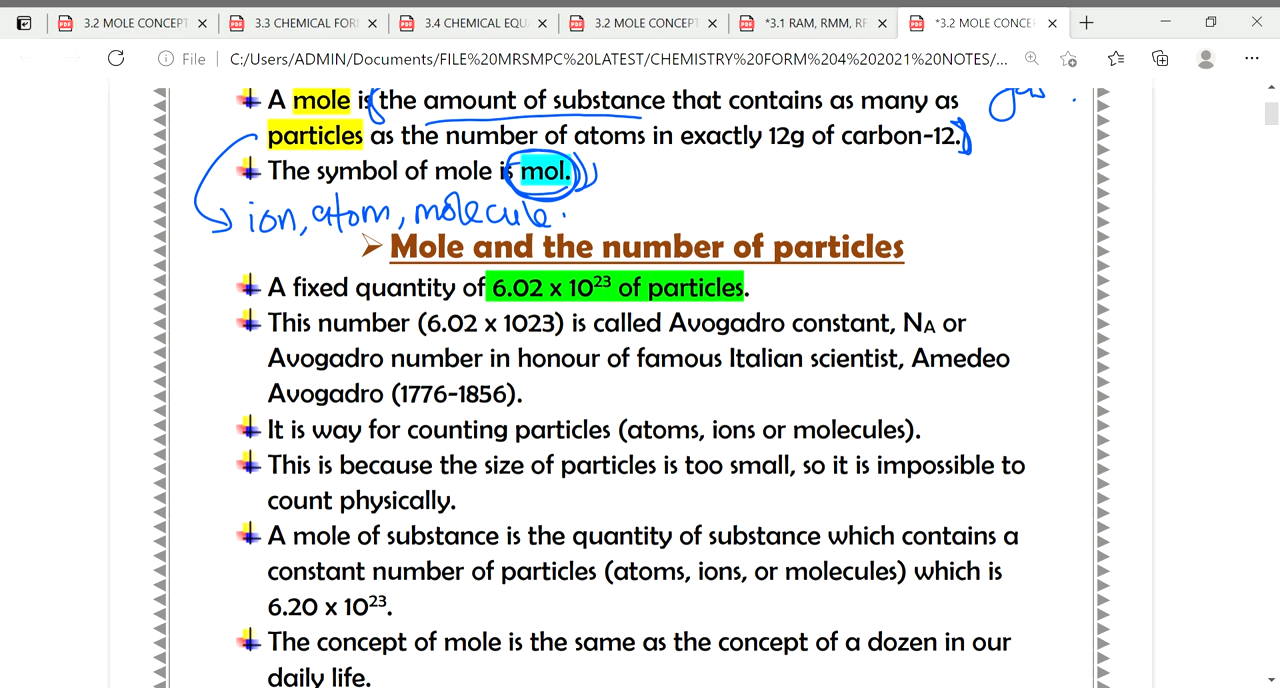 3.2 MOLE CONCEPT
3.3 CHEMICAL FOR
3.4 CHEMICAL EQU
3.2 MOLE CONCEPT
*3.1 RAM, RMM, RF
*3.2 MOLE CONCE
File
C:/Users/ADMIN/Documents/FILE%20MRSMPC%20LATEST/CHEMISTRY%20FORM%204%202021%20NOTES/...
A mole is the amount of substance that contains as many as
particles as the number of atoms in exactly 12g of carbon-12.
The symbol of mole is mol.
ion, atom, molecule.
Mole and the number of particles
A fixed quantity of 6.02 x 10²³ of particles.
This number (6.02 x 1023) is called Avogadro constant, NA or
Avogadro number in honour of famous Italian scientist, Amedeo
Avogadro (1776-1856).
It is way for counting particles (atoms, ions or molecules).
This is because the size of particles is too small, so it is impossible to
count physically.
A mole of substance is the quantity of substance which contains a
constant number of particles (atoms, ions, or molecules) which is
6.20 x 10²³.
The concept of mole is the same as the concept of a dozen in our
daily life.